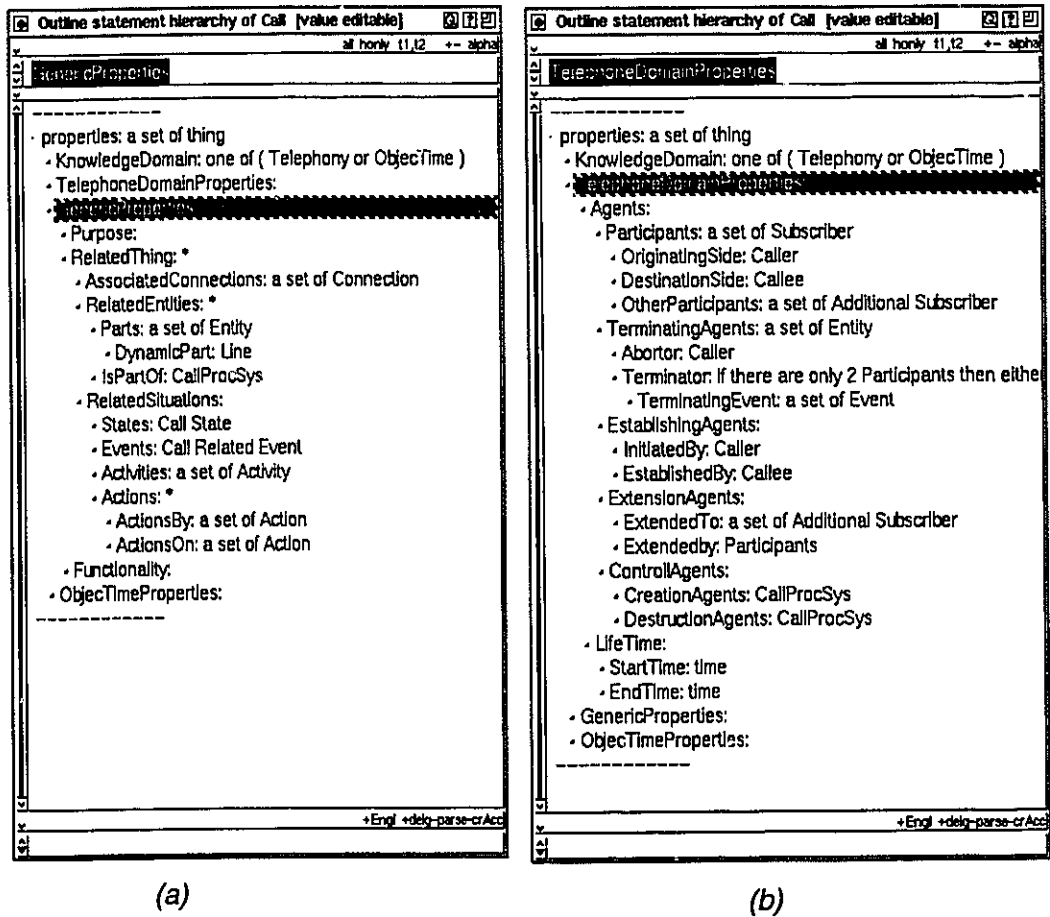 Outline statement hierarchy of Call [value editable]
all honly t1,t2 +- alpha
GenericProperties
-------------
- properties: a set of thing
- KnowledgeDomain: one of ( Telephony or ObjecTime )
- TelephoneDomainProperties:
- GenericProperties
- Purpose:
- RelatedThing: *
- AssociatedConnections: a set of Connection
- RelatedEntities: *
- Parts: a set of Entity
- DynamicPart: Line
- IsPartOf: CallProcSys
- RelatedSituations:
- States: Call State
- Events: Call Related Event
- Activities: a set of Activity
- Actions: *
- ActionsBy: a set of Action
- ActionsOn: a set of Action
- Functionality:
- ObjecTimeProperties:
-------------
+Engl +delg-parse-crAcc
(a)
Outline statement hierarchy of Call [value editable]
all honly t1,t2 +- alpha
TelephoneDomainProperties
-------------
- properties: a set of thing
- KnowledgeDomain: one of ( Telephony or ObjecTime )
- TelephoneDomainProperties
- Agents:
- Participants: a set of Subscriber
- OriginatingSide: Caller
- DestinationSide: Callee
- OtherParticipants: a set of Additional Subscriber
- TerminatingAgents: a set of Entity
- Abortor: Caller
- Terminator: If there are only 2 Participants then eithe
- TerminatingEvent: a set of Event
- EstablishingAgents:
- InitiatedBy: Caller
- EstablishedBy: Callee
- ExtensionAgents:
- ExtendedTo: a set of Additional Subscriber
- Extendedby: Participants
- ControllAgents:
- CreationAgents: CallProcSys
- DestructionAgents: CallProcSys
- LifeTime:
- StartTime: time
- EndTime: time
- GenericProperties:
- ObjecTimeProperties:
-------------
+Engl +delg-parse-crAcc
(b)